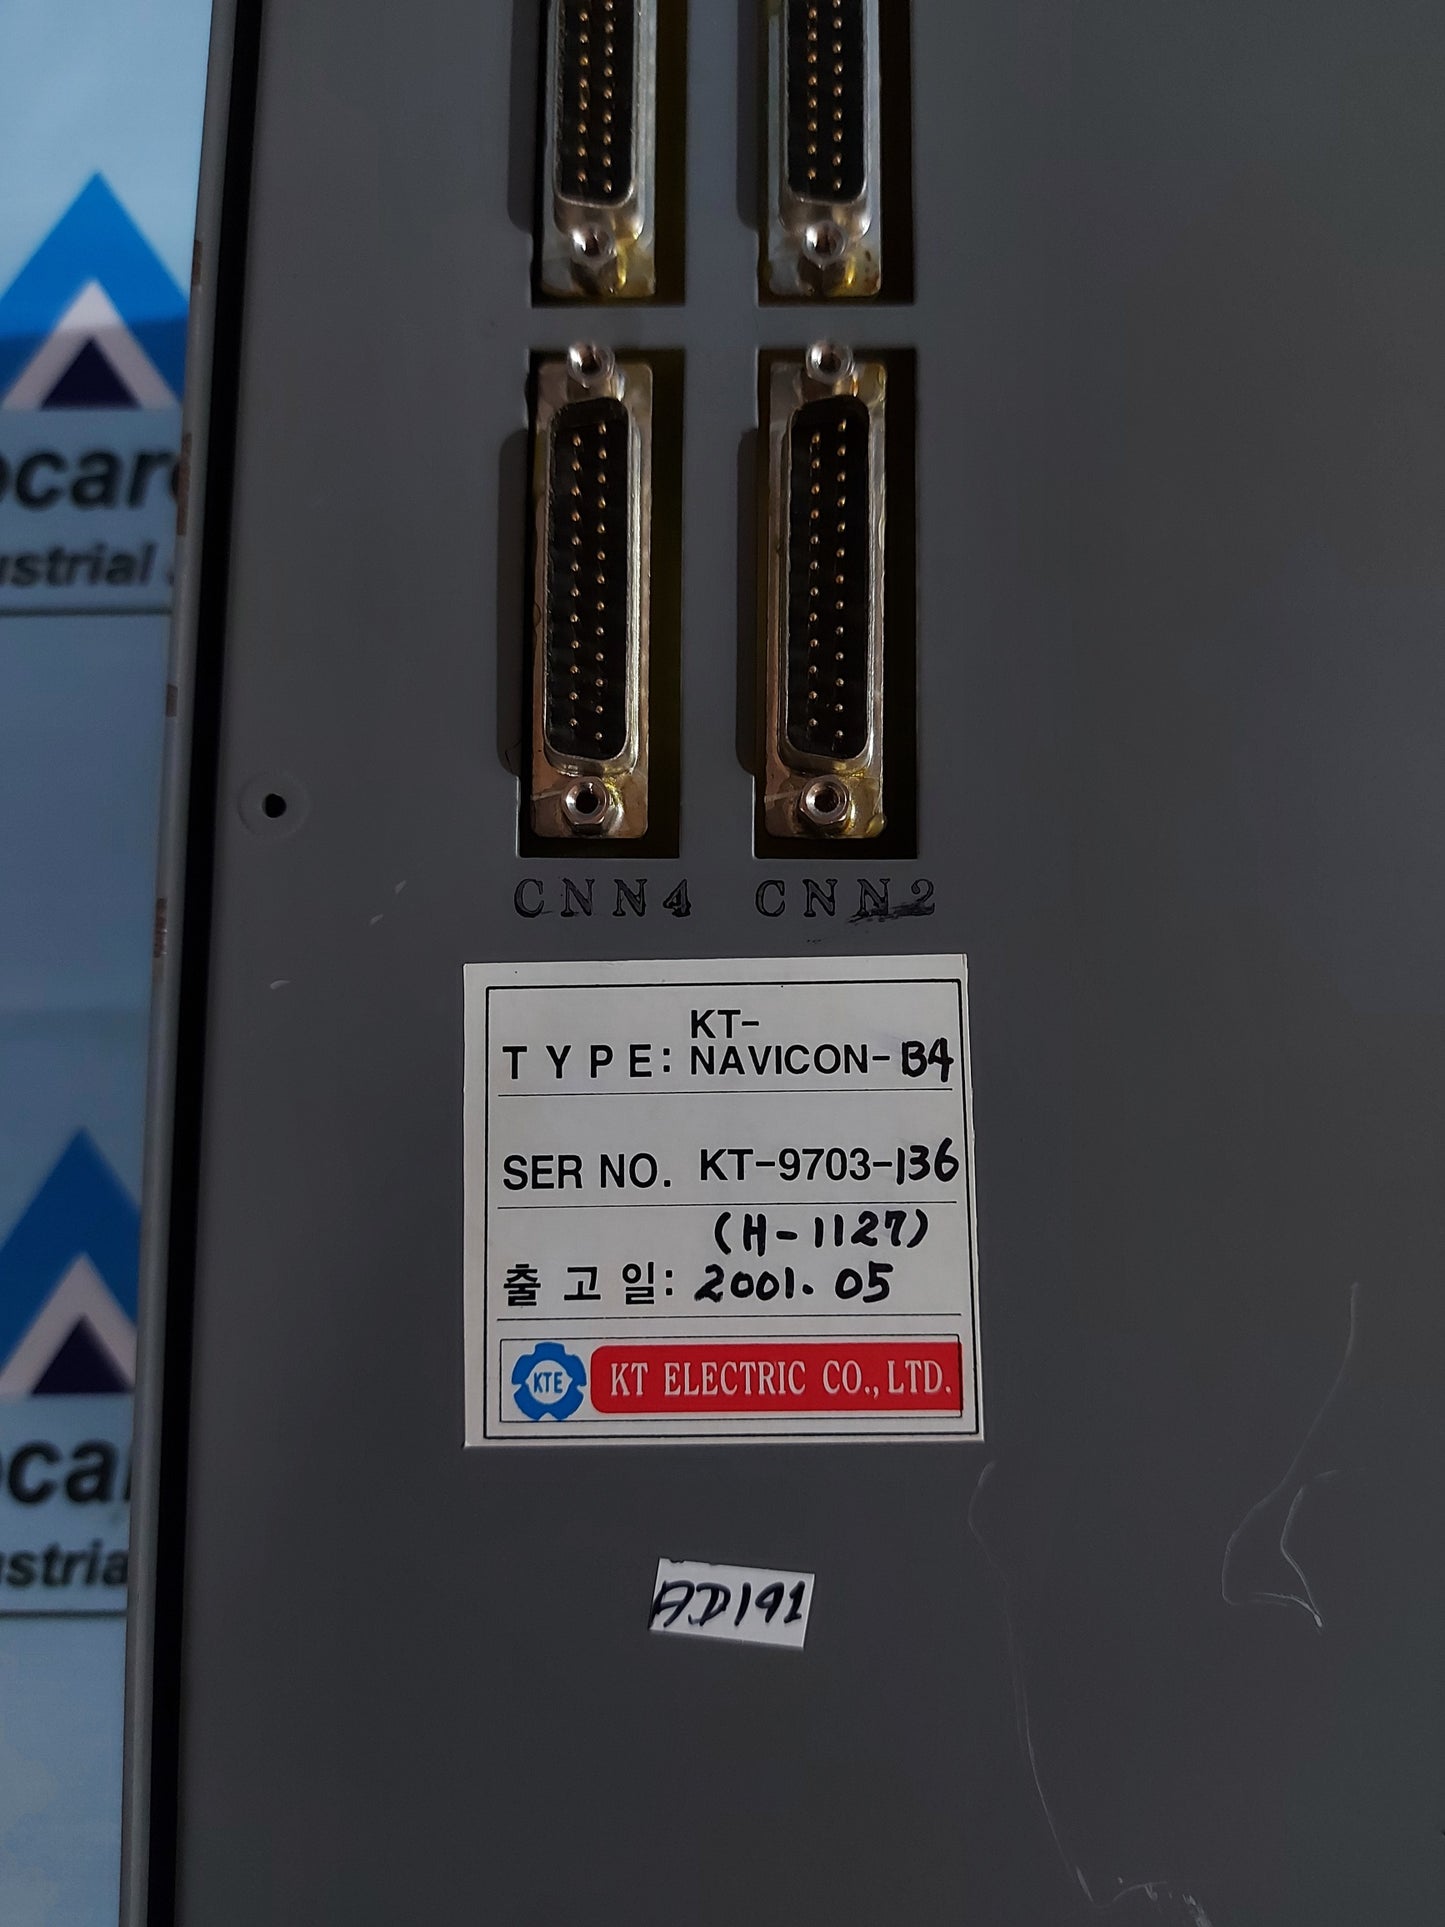 CNN4 CNN2
KT-
TYPE: NAVICON-B4
SER NO. KT-9703-136
(H-1127)
출고일: 2001. 05
KTE KT ELECTRIC CO., LTD.
AD191